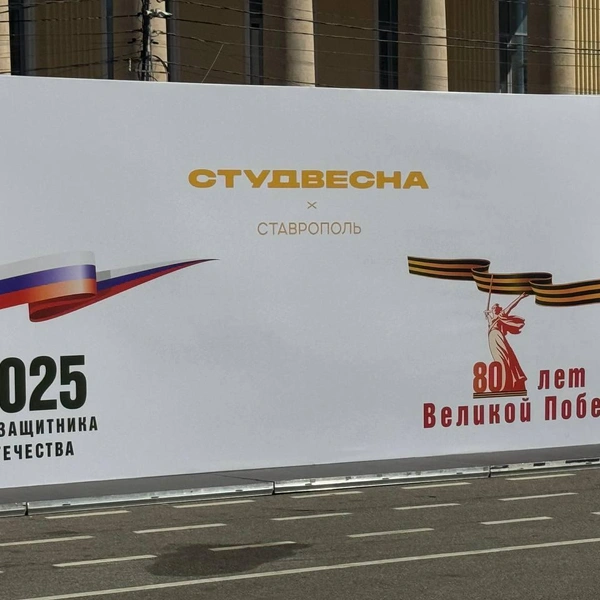 СТУДВЕСНА
×
СТАВРОПОЛЬ
025
ЗАЩИТНИКА
ЕЧЕСТВА
80 лет
Великой Побе